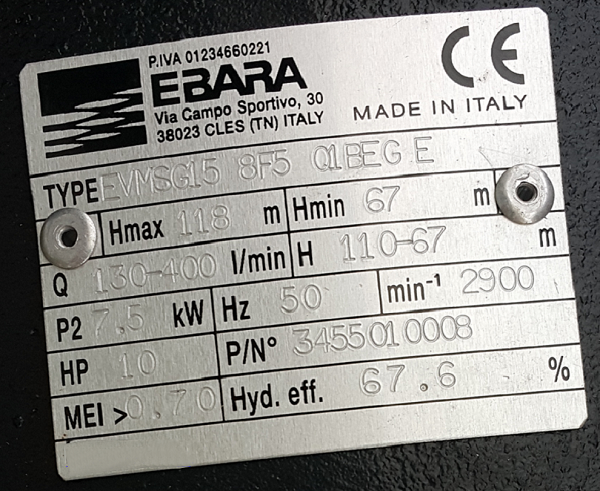 P.IVA 01234660221
EBARA
Via Campo Sportivo, 30
38023 CLES (TN) ITALY
CE
MADE IN ITALY
TYPE EVMSG15 8F5 Q1BEG E
Hmax 118 m Hmin 67 m
Q 130-400 l/min H 110-67 m
P2 7,5 kW Hz 50 min⁻¹ 2900
HP 10 P/N° 3455010008
MEI > 0.70 Hyd. eff. 67.6 %